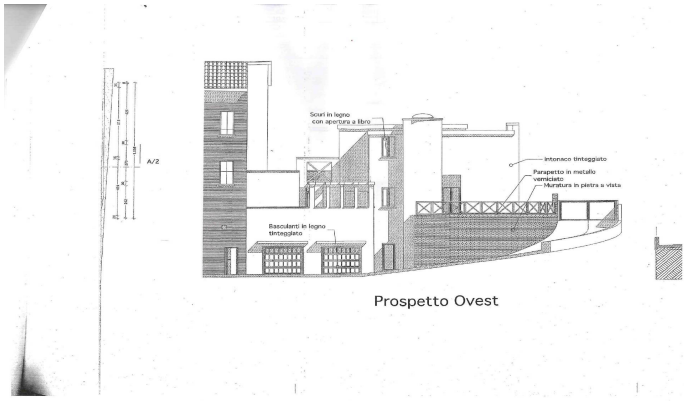 Scuri in legno
con apertura a libro
A/2
Intonaco tinteggiato
Parapetto in metallo
verniciato
Muratura in pietra a vista
Basculanti in legno
tinteggiato
Prospetto Ovest